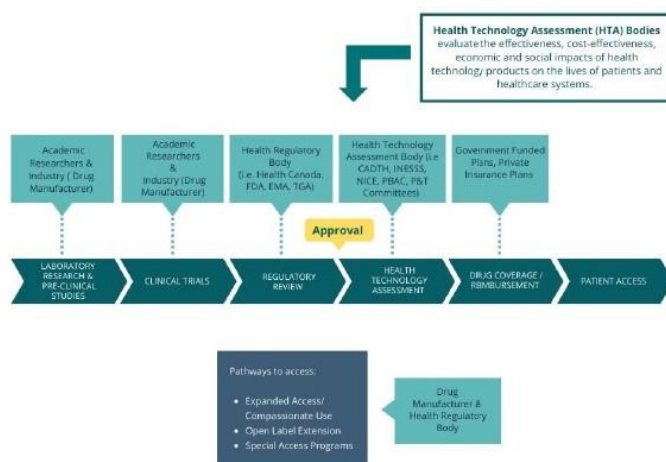 Health Technology Assessment (HTA) Bodies
evaluate the effectiveness, cost-effectiveness,
economic and social impacts of health
technology products on the lives of patients and
healthcare systems.
Academic
Researchers &
Industry ( Drug
Manufacturer)
Academic
Researchers
&
Industry (Drug
Manufacturer)
Health Regulatory
Body
(i.e. Health Canada,
FDA, EMA, TGA)
Health Technology
Assessment Body (i.e
CADTH, INESSS,
NICE, PBAC, P&T
Committees)
Government Funded
Plans, Private
Insurance Plans
Approval
LABORATORY
RESEARCH &
PRE-CLINICAL
STUDIES
CLINICAL TRIALS
REGULATORY
REVIEW
HEALTH
TECHNOLOGY
ASSESSMENT
DRUG COVERAGE /
RBMBURSEMENT
PATIENT ACCESS
Pathways to access:
• Expanded Access/
Compassionate Use
• Open Label Extension
• Special Access Programs
Drug
Manufacturer &
Health Regulatory
Body